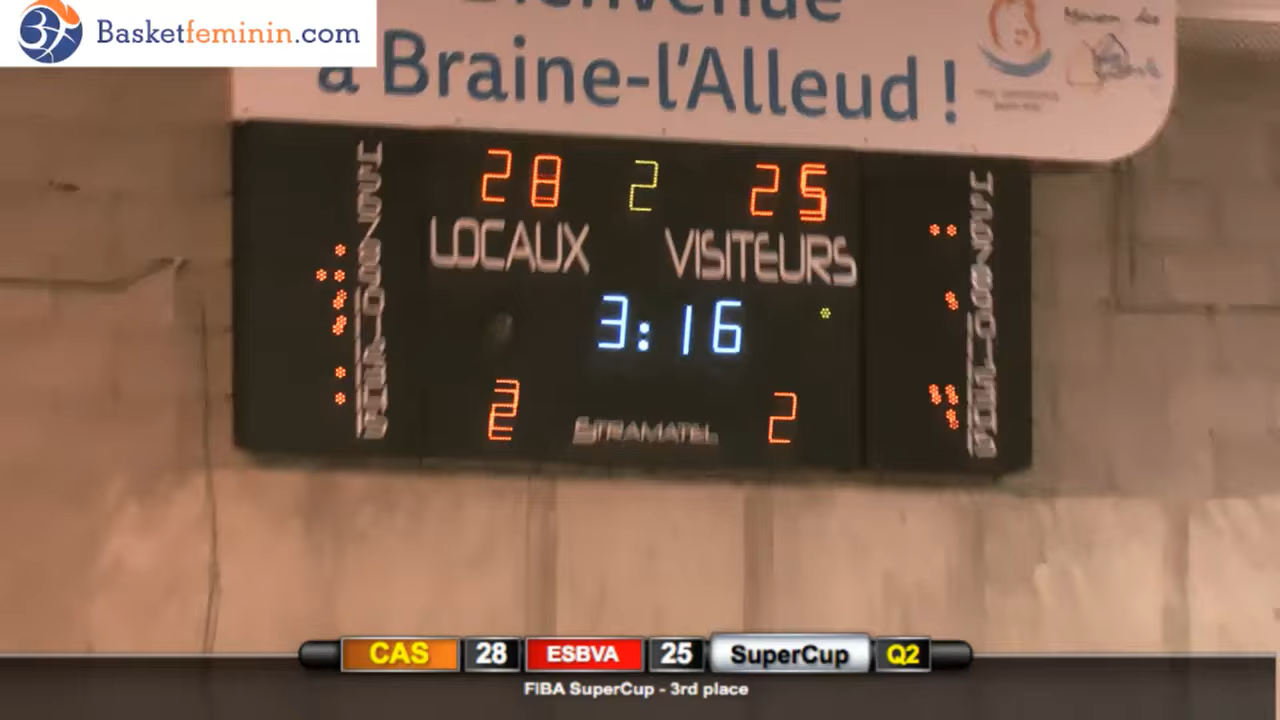 Basketfeminin.com
Bienvenue
à Braine-l'Alleud !
28 2 25
LOCAUX VISITEURS
3:16
2 STRAMATEL 2
CAS 28 ESBVA 25 SuperCup Q2
FIBA SuperCup - 3rd place